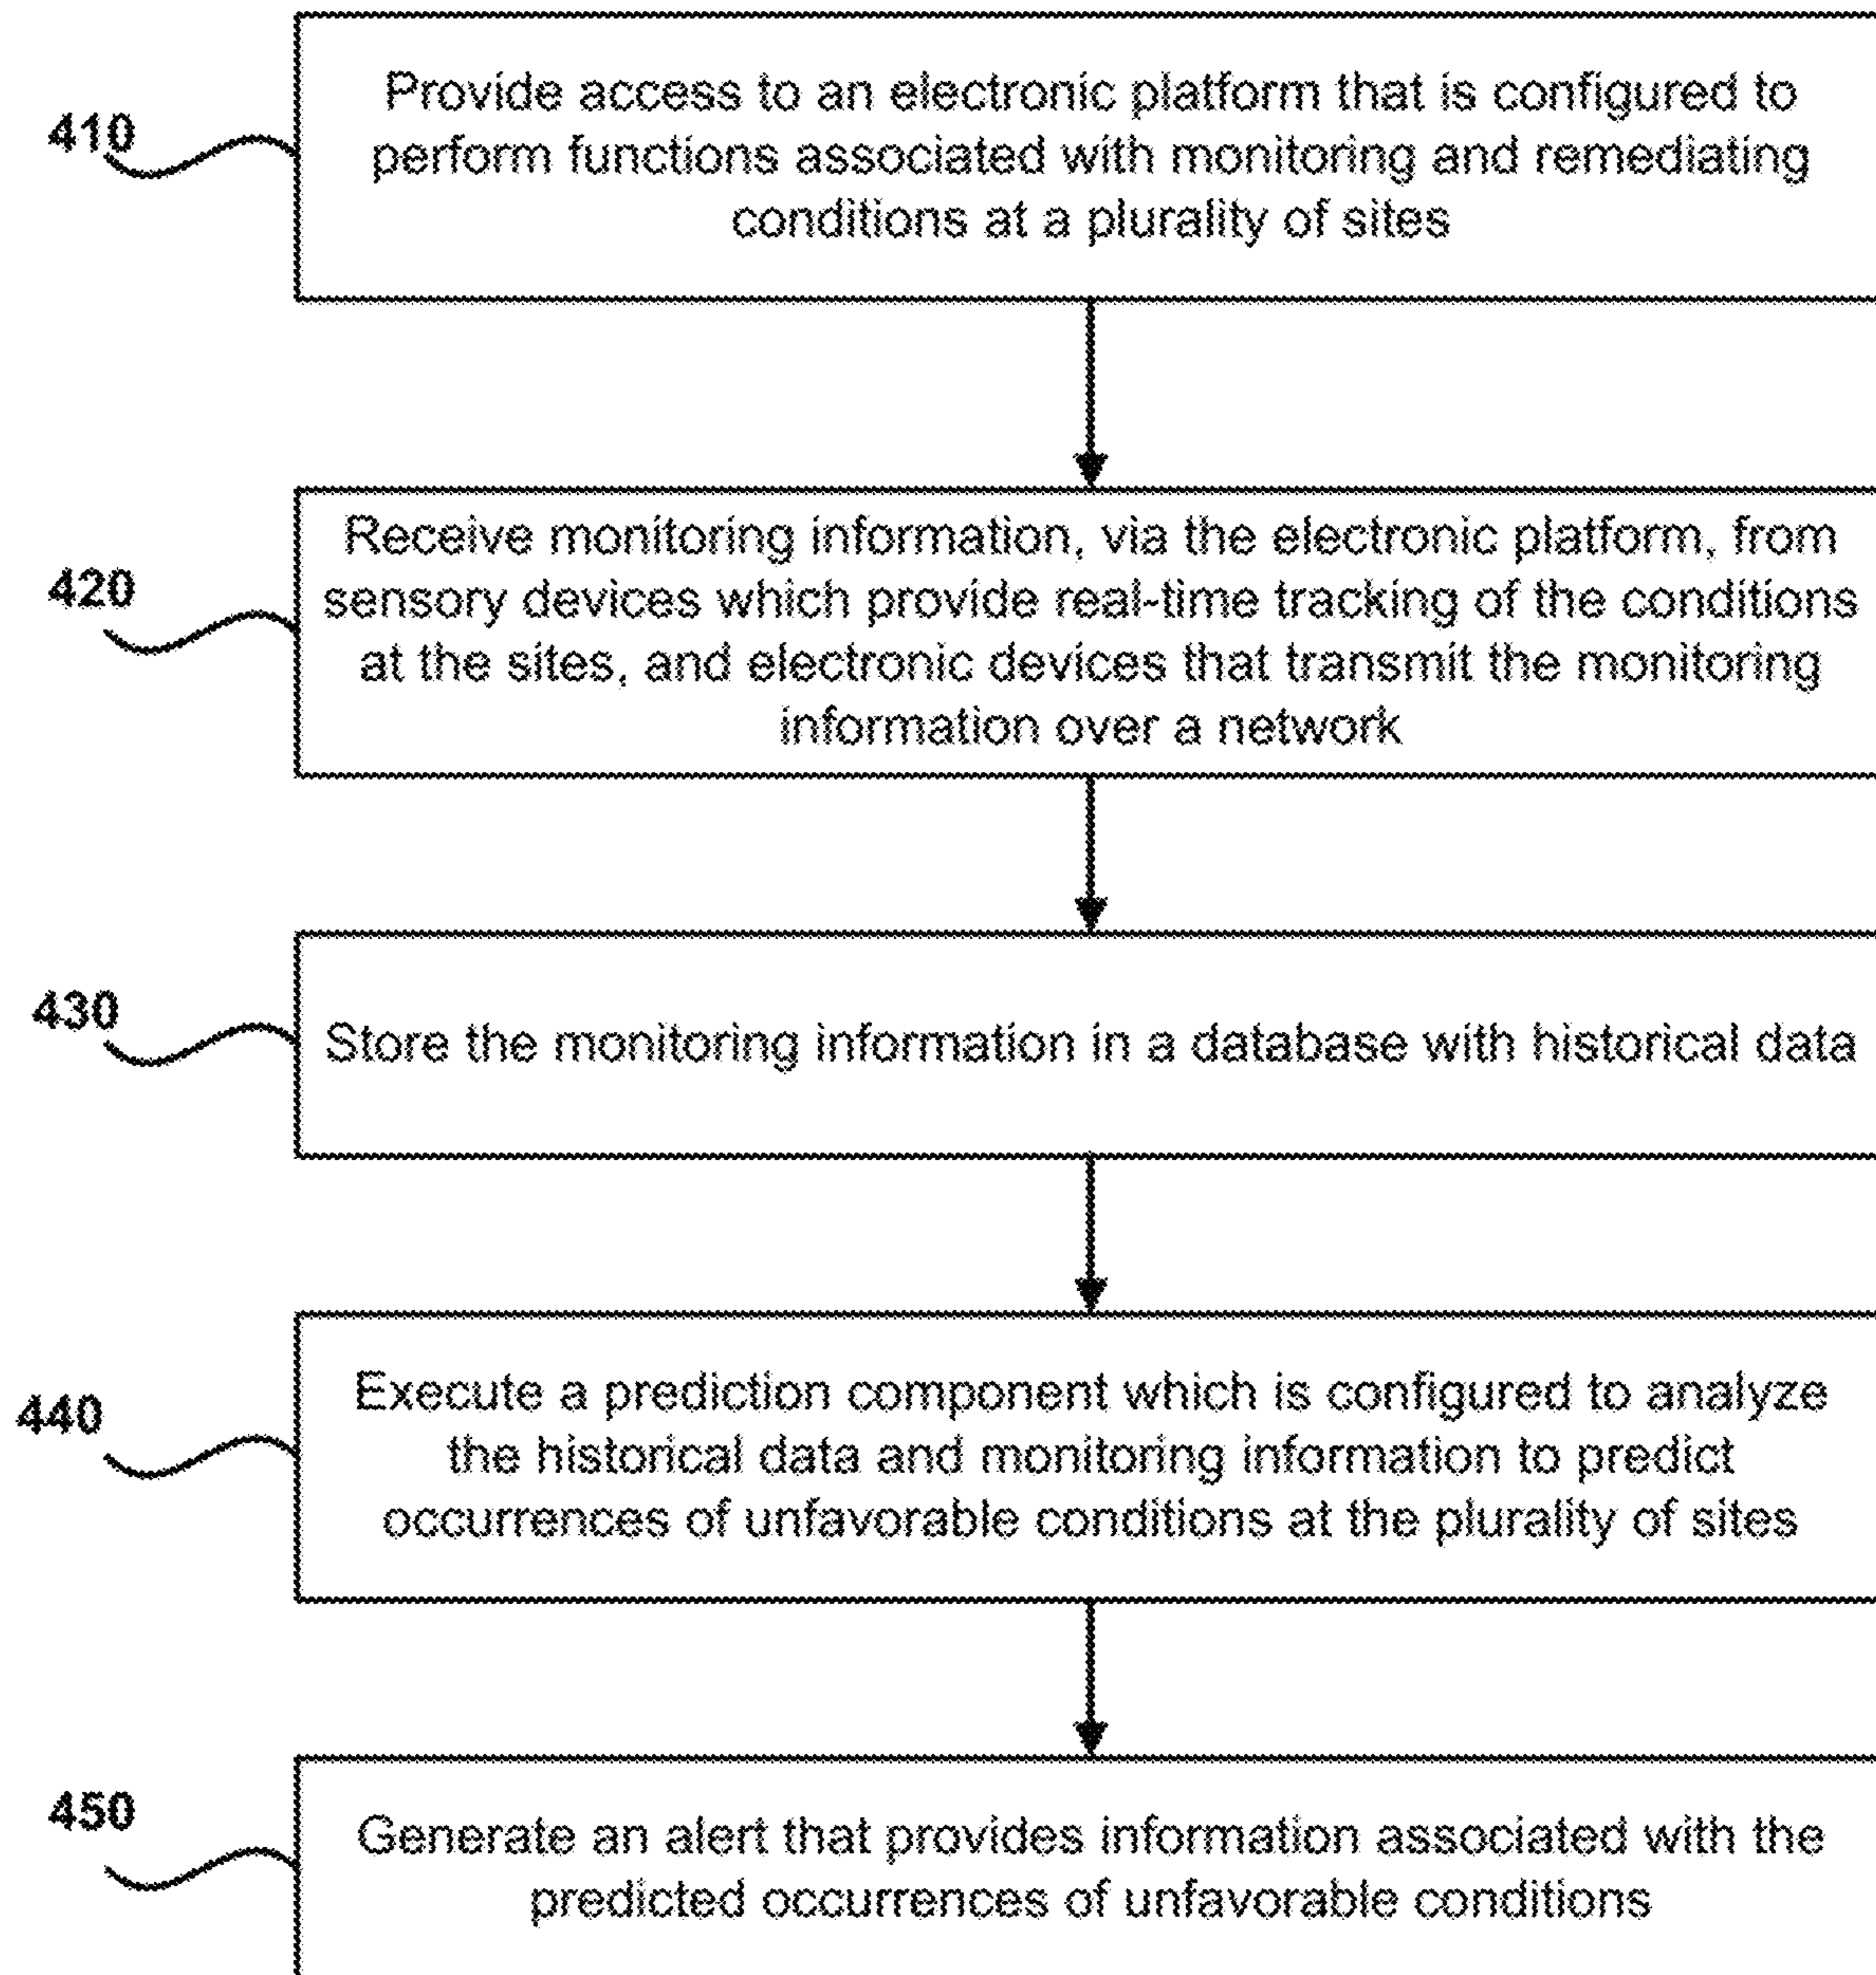 410
Provide access to an electronic platform that is configured to
perform functions associated with monitoring and remediating
conditions at a plurality of sites
420
Receive monitoring information, via the electronic platform, from
sensory devices which provide real-time tracking of the conditions
at the sites, and electronic devices that transmit the monitoring
information over a network
430
Store the monitoring information in a database with historical data
440
Execute a prediction component which is configured to analyze
the historical data and monitoring information to predict
occurrences of unfavorable conditions at the plurality of sites
450
Generate an alert that provides information associated with the
predicted occurrences of unfavorable conditions